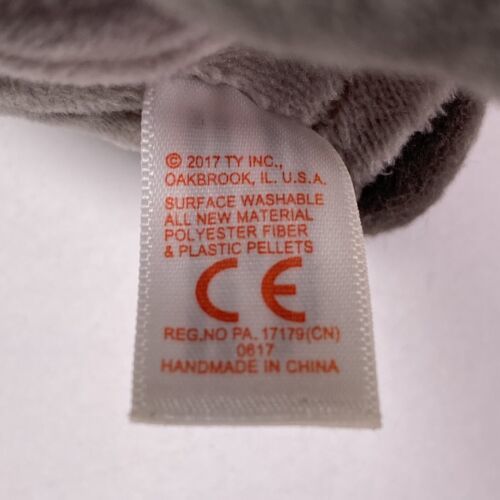 © 2017 TY INC.,
OAKBROOK, IL. U.S.A.
SURFACE WASHABLE
ALL NEW MATERIAL
POLYESTER FIBER
& PLASTIC PELLETS
CE
REG.NO PA. 17179(CN)
0617
HANDMADE IN CHINA